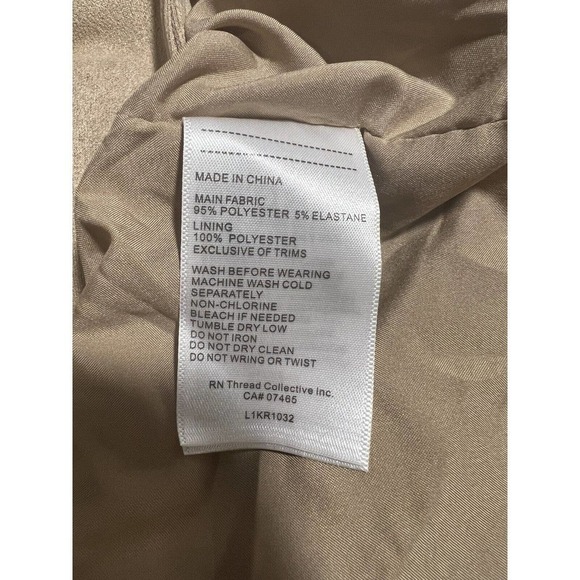 MADE IN CHINA
MAIN FABRIC
95% POLYESTER 5% ELASTANE
LINING
100% POLYESTER
EXCLUSIVE OF TRIMS
WASH BEFORE WEARING
MACHINE WASH COLD
SEPARATELY
NON-CHLORINE
BLEACH IF NEEDED
TUMBLE DRY LOW
DO NOT IRON
DO NOT DRY CLEAN
DO NOT WRING OR TWIST
RN Thread Collective Inc.
CA# 07465
L1KR1032